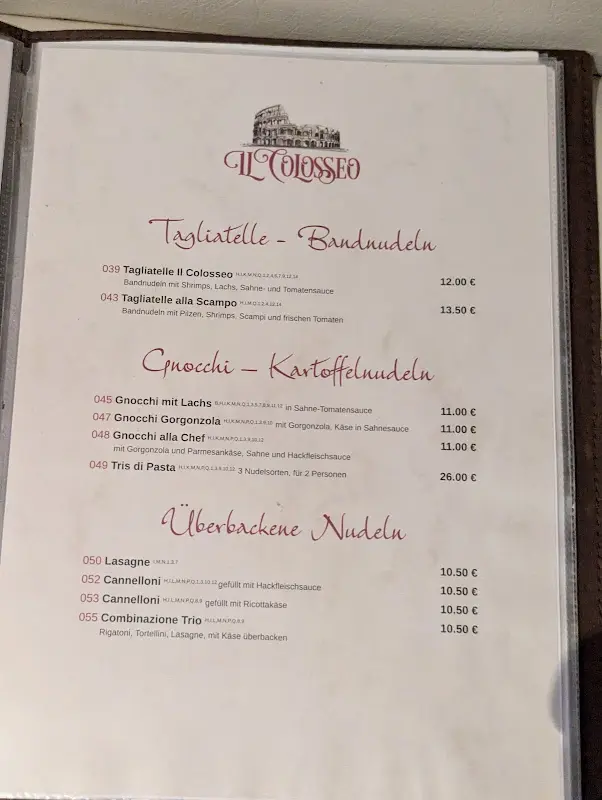 IL COLOSSEO
Tagliatelle - Bandnudeln
039 Tagliatelle Il Colosseo 12.00 €
Bandnudeln mit Shrimps, Lachs, Sahne- und Tomatensauce
043 Tagliatelle alla Scampo 13.50 €
Bandnudeln mit Pilzen, Shrimps, Scampi und frischen Tomaten
Gnocchi – Kartoffelnudeln
045 Gnocchi mit Lachs in Sahne-Tomatensauce 11.00 €
047 Gnocchi Gorgonzola mit Gorgonzola, Käse in Sahnesauce 11.00 €
048 Gnocchi alla Chef 11.00 €
mit Gorgonzola und Parmesankäse, Sahne und Hackfleischsauce
049 Tris di Pasta 3 Nudelsorten, für 2 Personen 26.00 €
Überbackene Nudeln
050 Lasagne 10.50 €
052 Cannelloni gefüllt mit Hackfleischsauce 10.50 €
053 Cannelloni gefüllt mit Ricottakäse 10.50 €
055 Combinazione Trio 10.50 €
Rigatoni, Tortellini, Lasagne, mit Käse überbacken